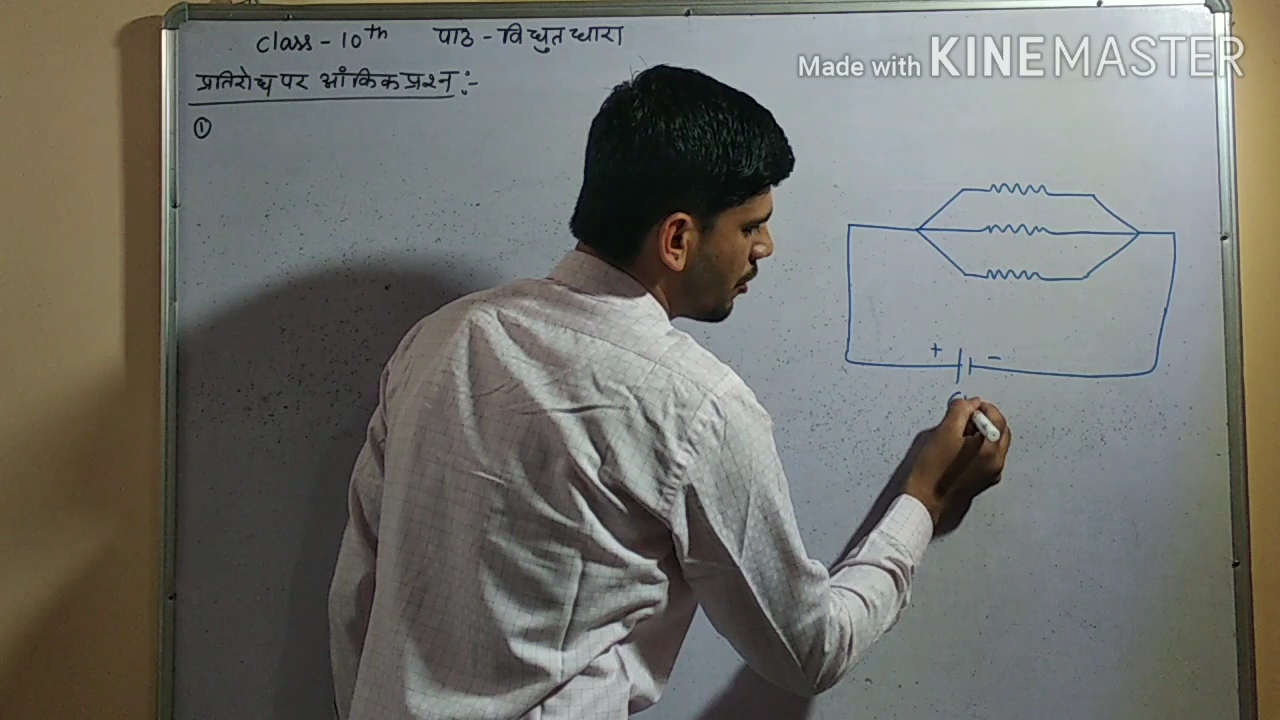 Class-10th पाठ-विधुत धारा
Made with KINEMASTER
प्रतिरोध पर आंकिक प्रश्न:-
①
+ -